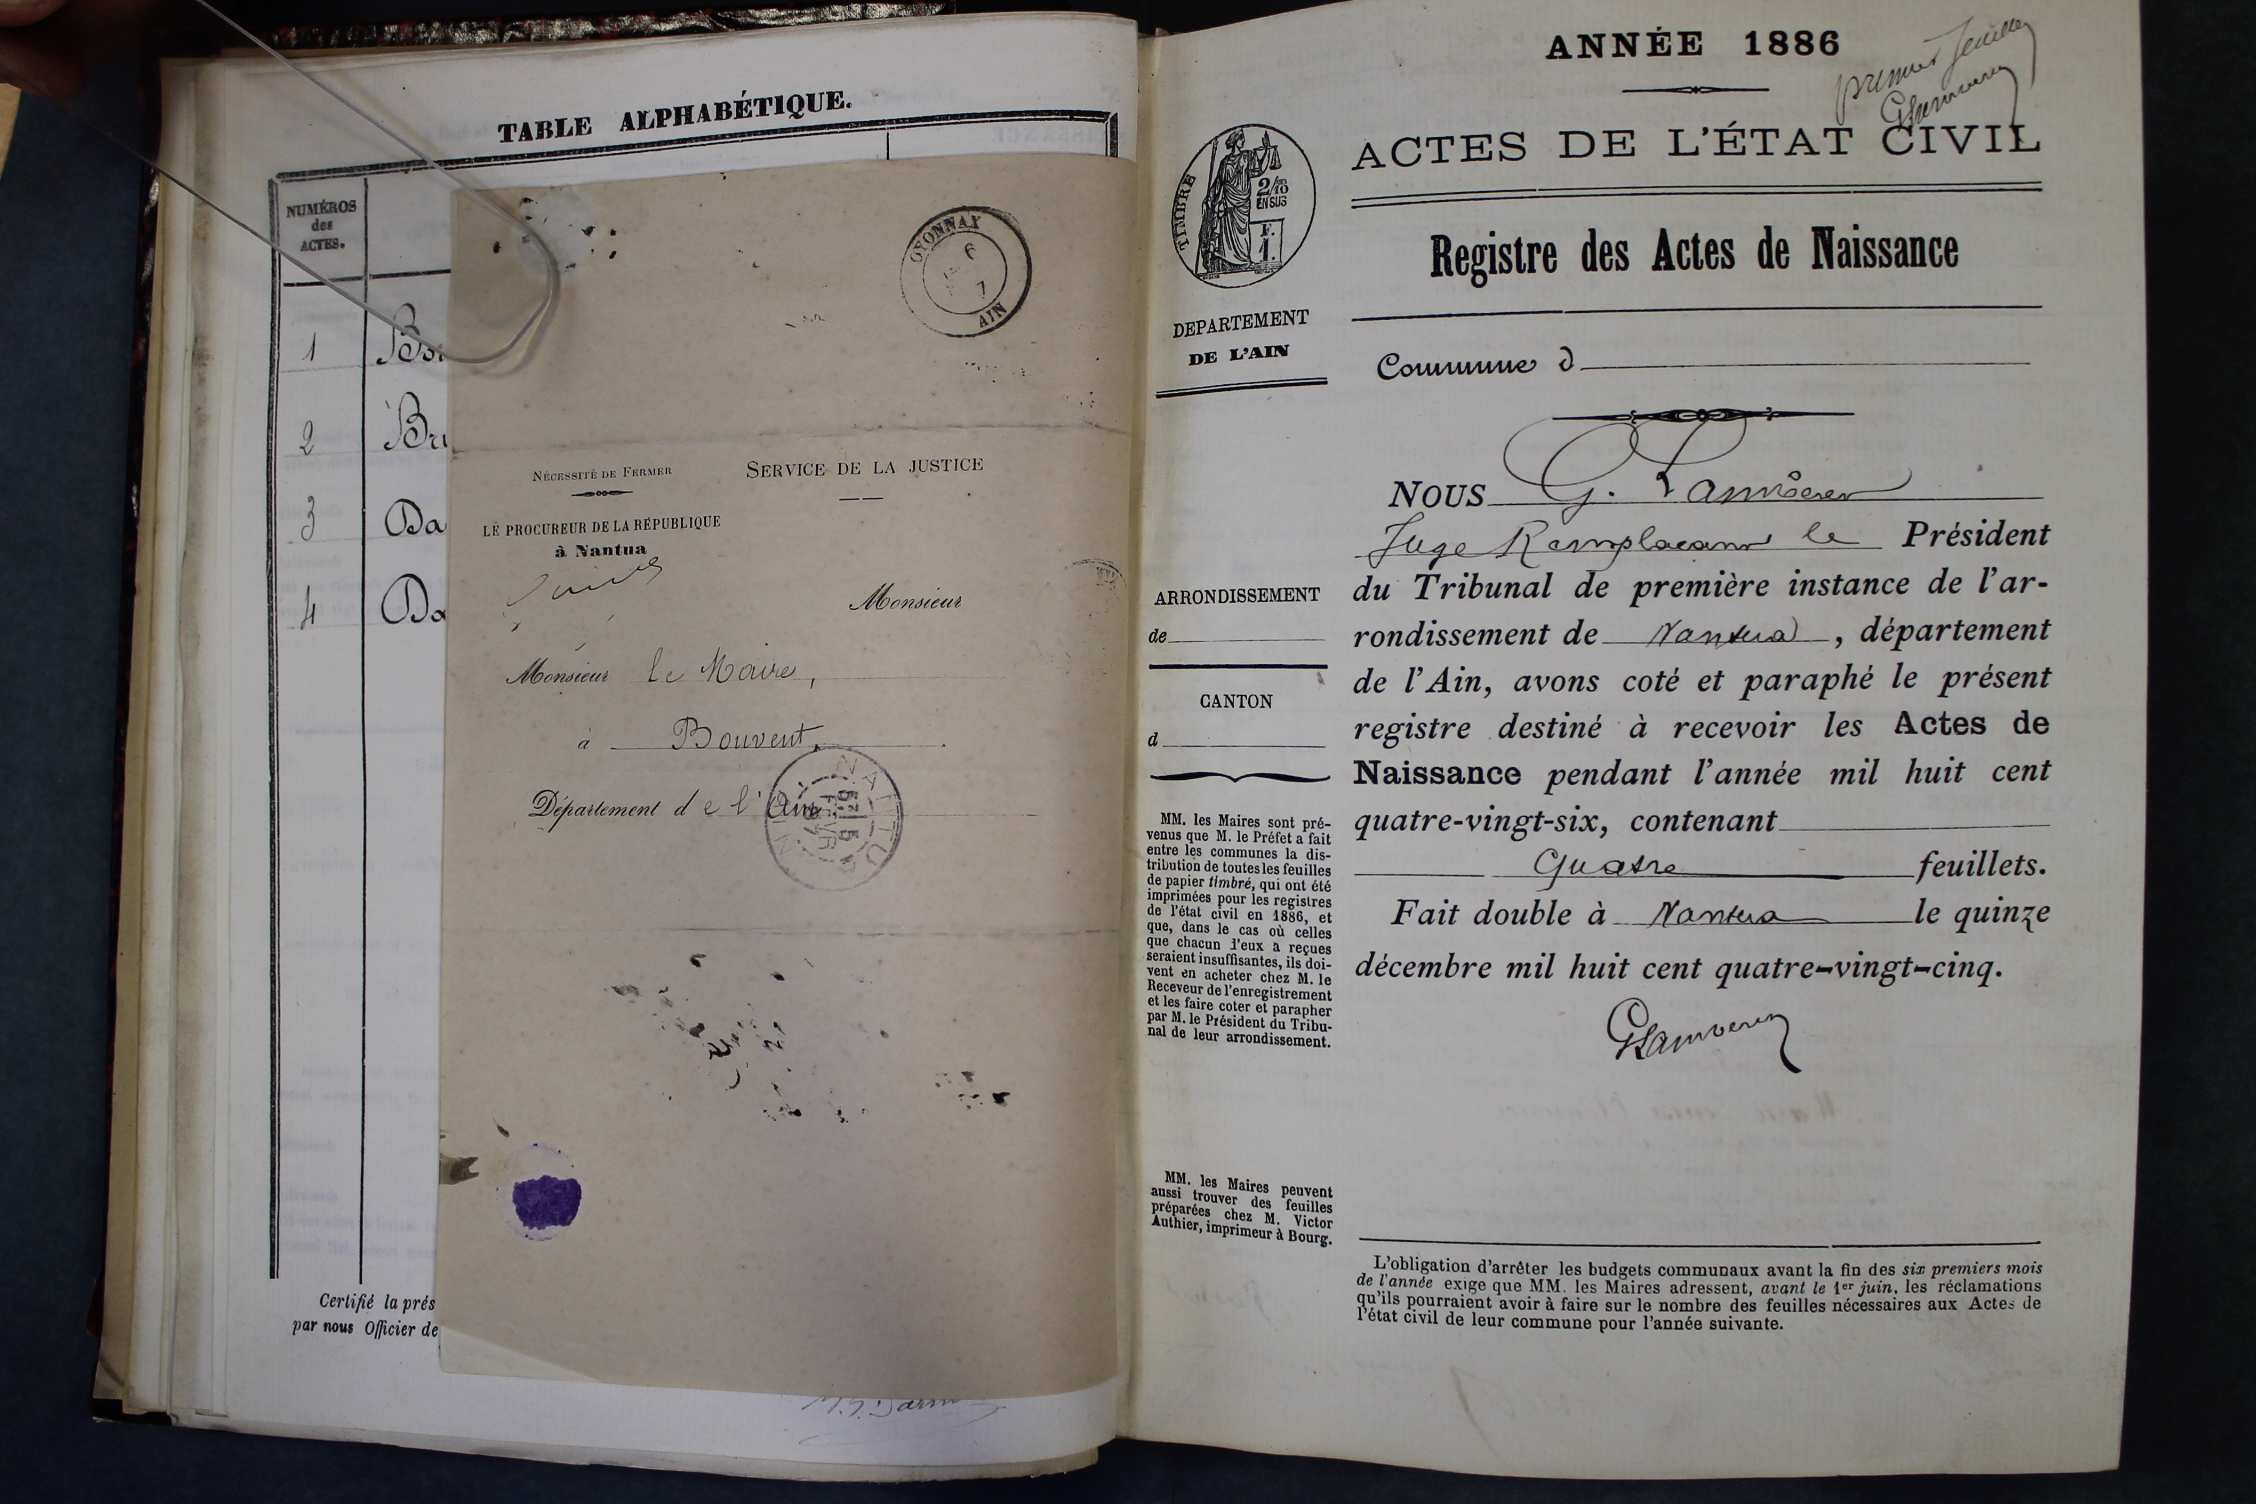 TABLE ALPHABÉTIQUE.
NUMÉROS
des
ACTES.
1
2 Bru
3 Da
4 Da
Certifié la prés
par nous Officier de
OYONNAX
6
7
AIN
NÉCESSITÉ DE FERMER
SERVICE DE LA JUSTICE
LE PROCUREUR DE LA RÉPUBLIQUE
à Nantua
Monsieur
Monsieur le Maire,
à Bouvent,
Département de l'Ain
NANTUA
ANNÉE 1886
premier feuillet
ACTES DE L'ÉTAT CIVIL
TIMBRE
2/10
EN SUS
F.
1.
Registre des Actes de Naissance
DEPARTEMENT
DE L'AIN
Commune d
NOUS G.
Juge Remplaçant le Président
du Tribunal de première instance de l'ar-
rondissement de Nantua, département
de l'Ain, avons coté et paraphé le présent
registre destiné à recevoir les Actes de
Naissance pendant l'année mil huit cent
quatre-vingt-six, contenant
quatre feuillets.
Fait double à Nantua le quinze
décembre mil huit cent quatre-vingt-cinq.
ARRONDISSEMENT
de
CANTON
d
MM. les Maires sont pré-
venus que M. le Préfet a fait
entre les communes la dis-
tribution de toutes les feuilles
de papier timbré, qui ont été
imprimées pour les registres
de l'état civil en 1886, et
que, dans le cas où celles
que chacun d'eux a reçues
seraient insuffisantes, ils doi-
vent en acheter chez M. le
Receveur de l'enregistrement
et les faire coter et parapher
par M. le Président du Tribu-
nal de leur arrondissement.
MM. les Maires peuvent
aussi trouver des feuilles
préparées chez M. Victor
Authier, imprimeur à Bourg.
L'obligation d'arrêter les budgets communaux avant la fin des six premiers mois
de l'année exige que MM. les Maires adressent, avant le 1er juin, les réclamations
qu'ils pourraient avoir à faire sur le nombre des feuilles nécessaires aux Actes de
l'état civil de leur commune pour l'année suivante.